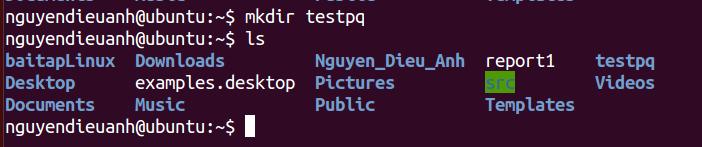 nguyendieuanh@ubuntu:~$ mkdir testpq
nguyendieuanh@ubuntu:~$ ls
baitapLinux Downloads Nguyen_Dieu_Anh report1 testpq
Desktop examples.desktop Pictures src Videos
Documents Music Public Templates
nguyendieuanh@ubuntu:~$